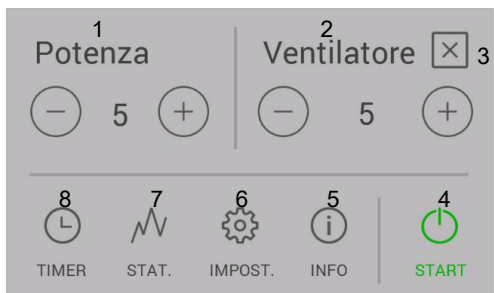 1 2
Potenza Ventilatore × 3
− 5 + − 5 +
8 7 6 5 4
TIMER STAT. IMPOST. INFO START